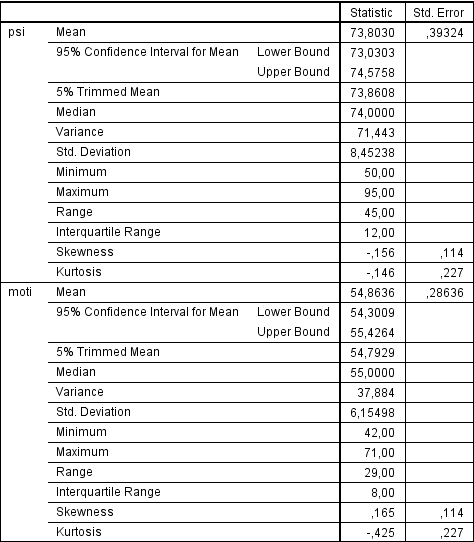 Statistic Std. Error
psi Mean 73,8030 ,39324
95% Confidence Interval for Mean Lower Bound 73,0303
Upper Bound 74,5758
5% Trimmed Mean 73,8608
Median 74,0000
Variance 71,443
Std. Deviation 8,45238
Minimum 50,00
Maximum 95,00
Range 45,00
Interquartile Range 12,00
Skewness -,156 ,114
Kurtosis -,146 ,227
moti Mean 54,8636 ,28636
95% Confidence Interval for Mean Lower Bound 54,3009
Upper Bound 55,4264
5% Trimmed Mean 54,7929
Median 55,0000
Variance 37,884
Std. Deviation 6,15498
Minimum 42,00
Maximum 71,00
Range 29,00
Interquartile Range 8,00
Skewness ,165 ,114
Kurtosis -,425 ,227